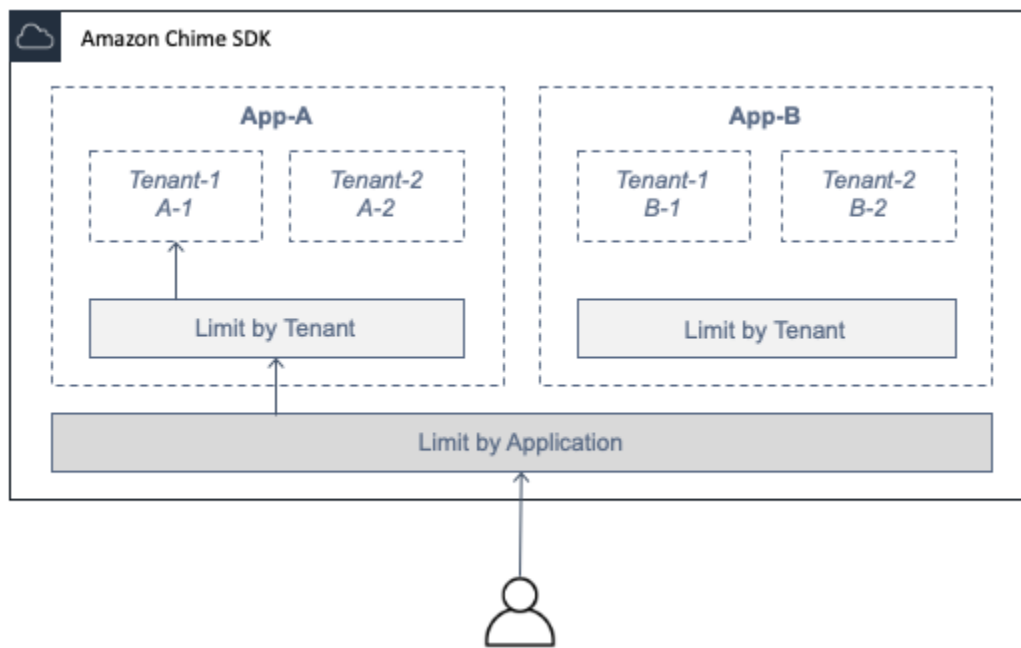 Amazon Chime SDK
App-A
App-B
Tenant-1
A-1
Tenant-2
A-2
Tenant-1
B-1
Tenant-2
B-2
Limit by Tenant
Limit by Tenant
Limit by Application